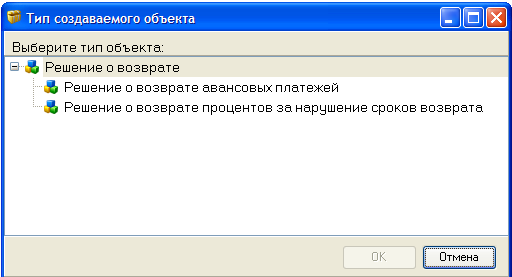 Тип создаваемого объекта
Выберите тип объекта:
Решение о возврате
Решение о возврате авансовых платежей
Решение о возврате процентов за нарушение сроков возврата
OK Отмена